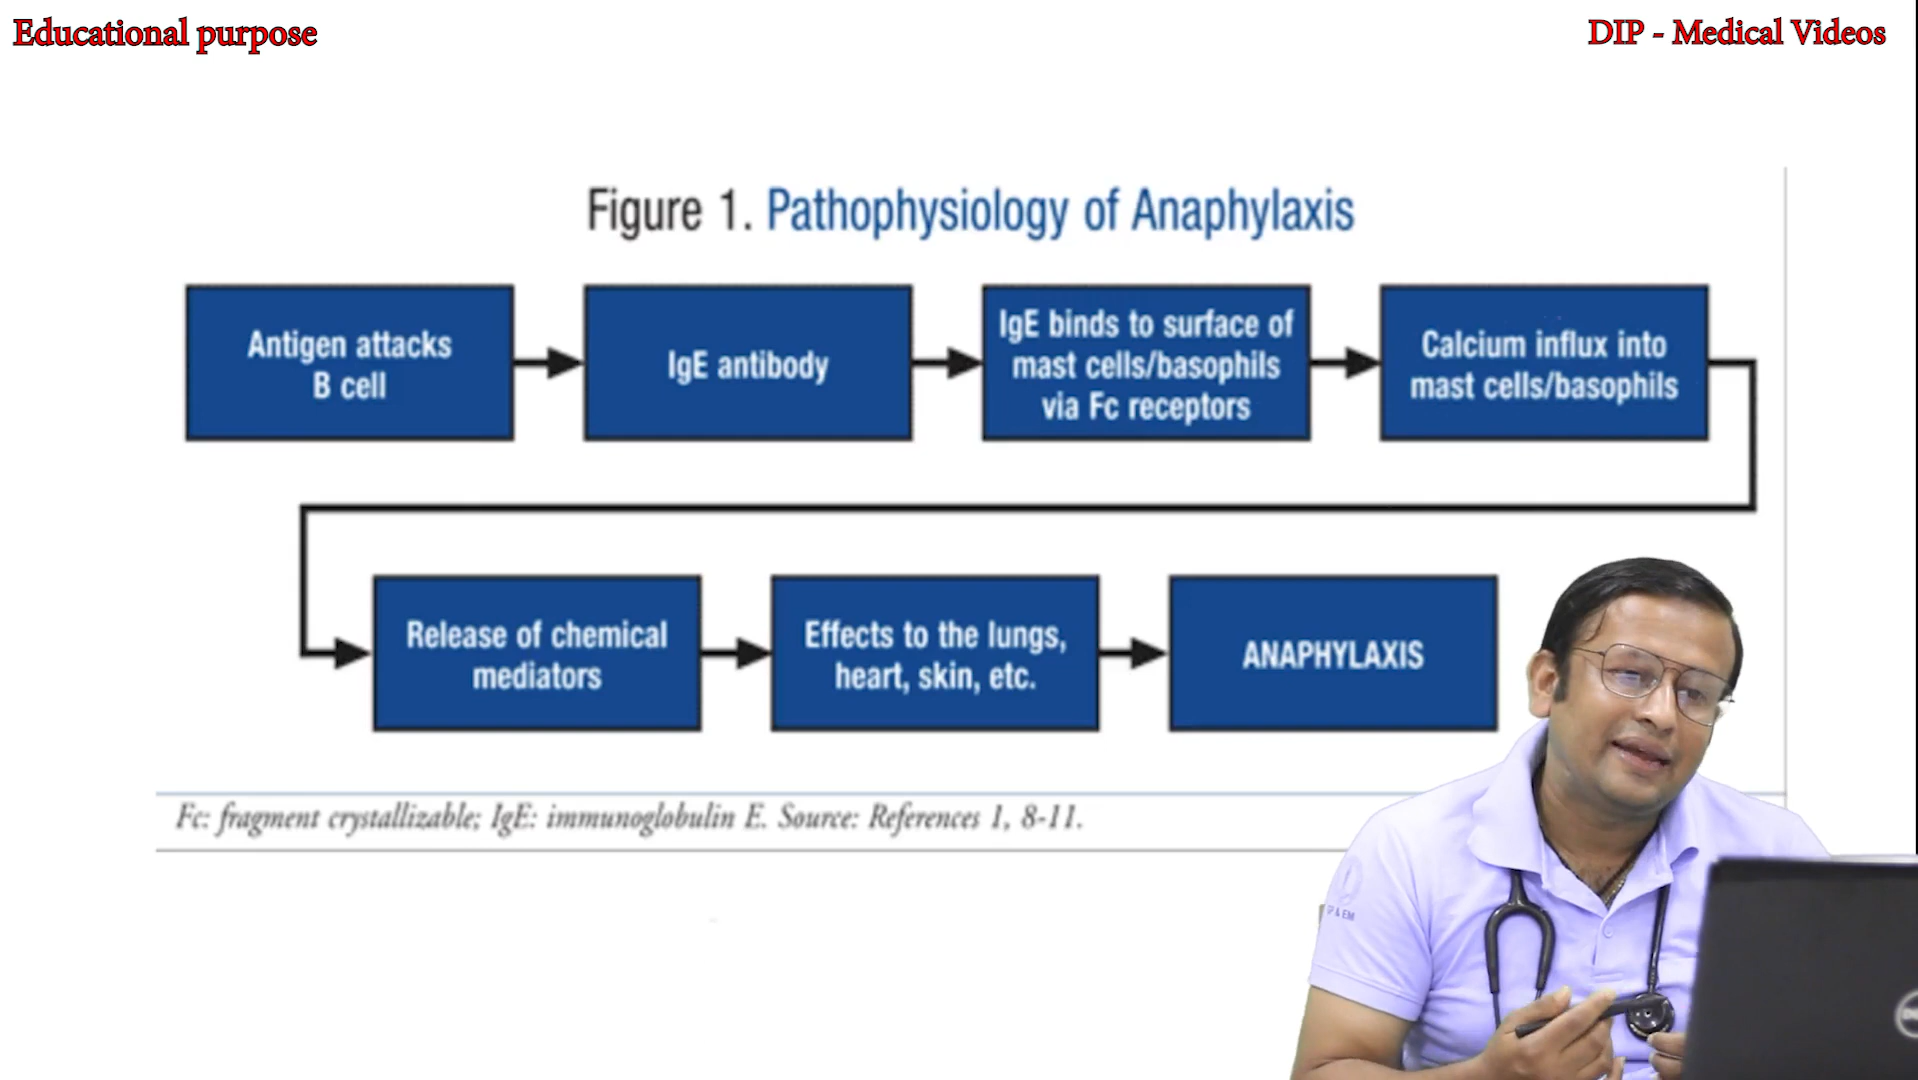 Educational purpose
DIP - Medical Videos
Figure 1. Pathophysiology of Anaphylaxis
Antigen attacks
B cell
IgE antibody
IgE binds to surface of
mast cells/basophils
via Fc receptors
Calcium influx into
mast cells/basophils
Release of chemical
mediators
Effects to the lungs,
heart, skin, etc.
ANAPHYLAXIS
Fc: fragment crystallizable; IgE: immunoglobulin E. Source: References 1, 8-11.
P & EM